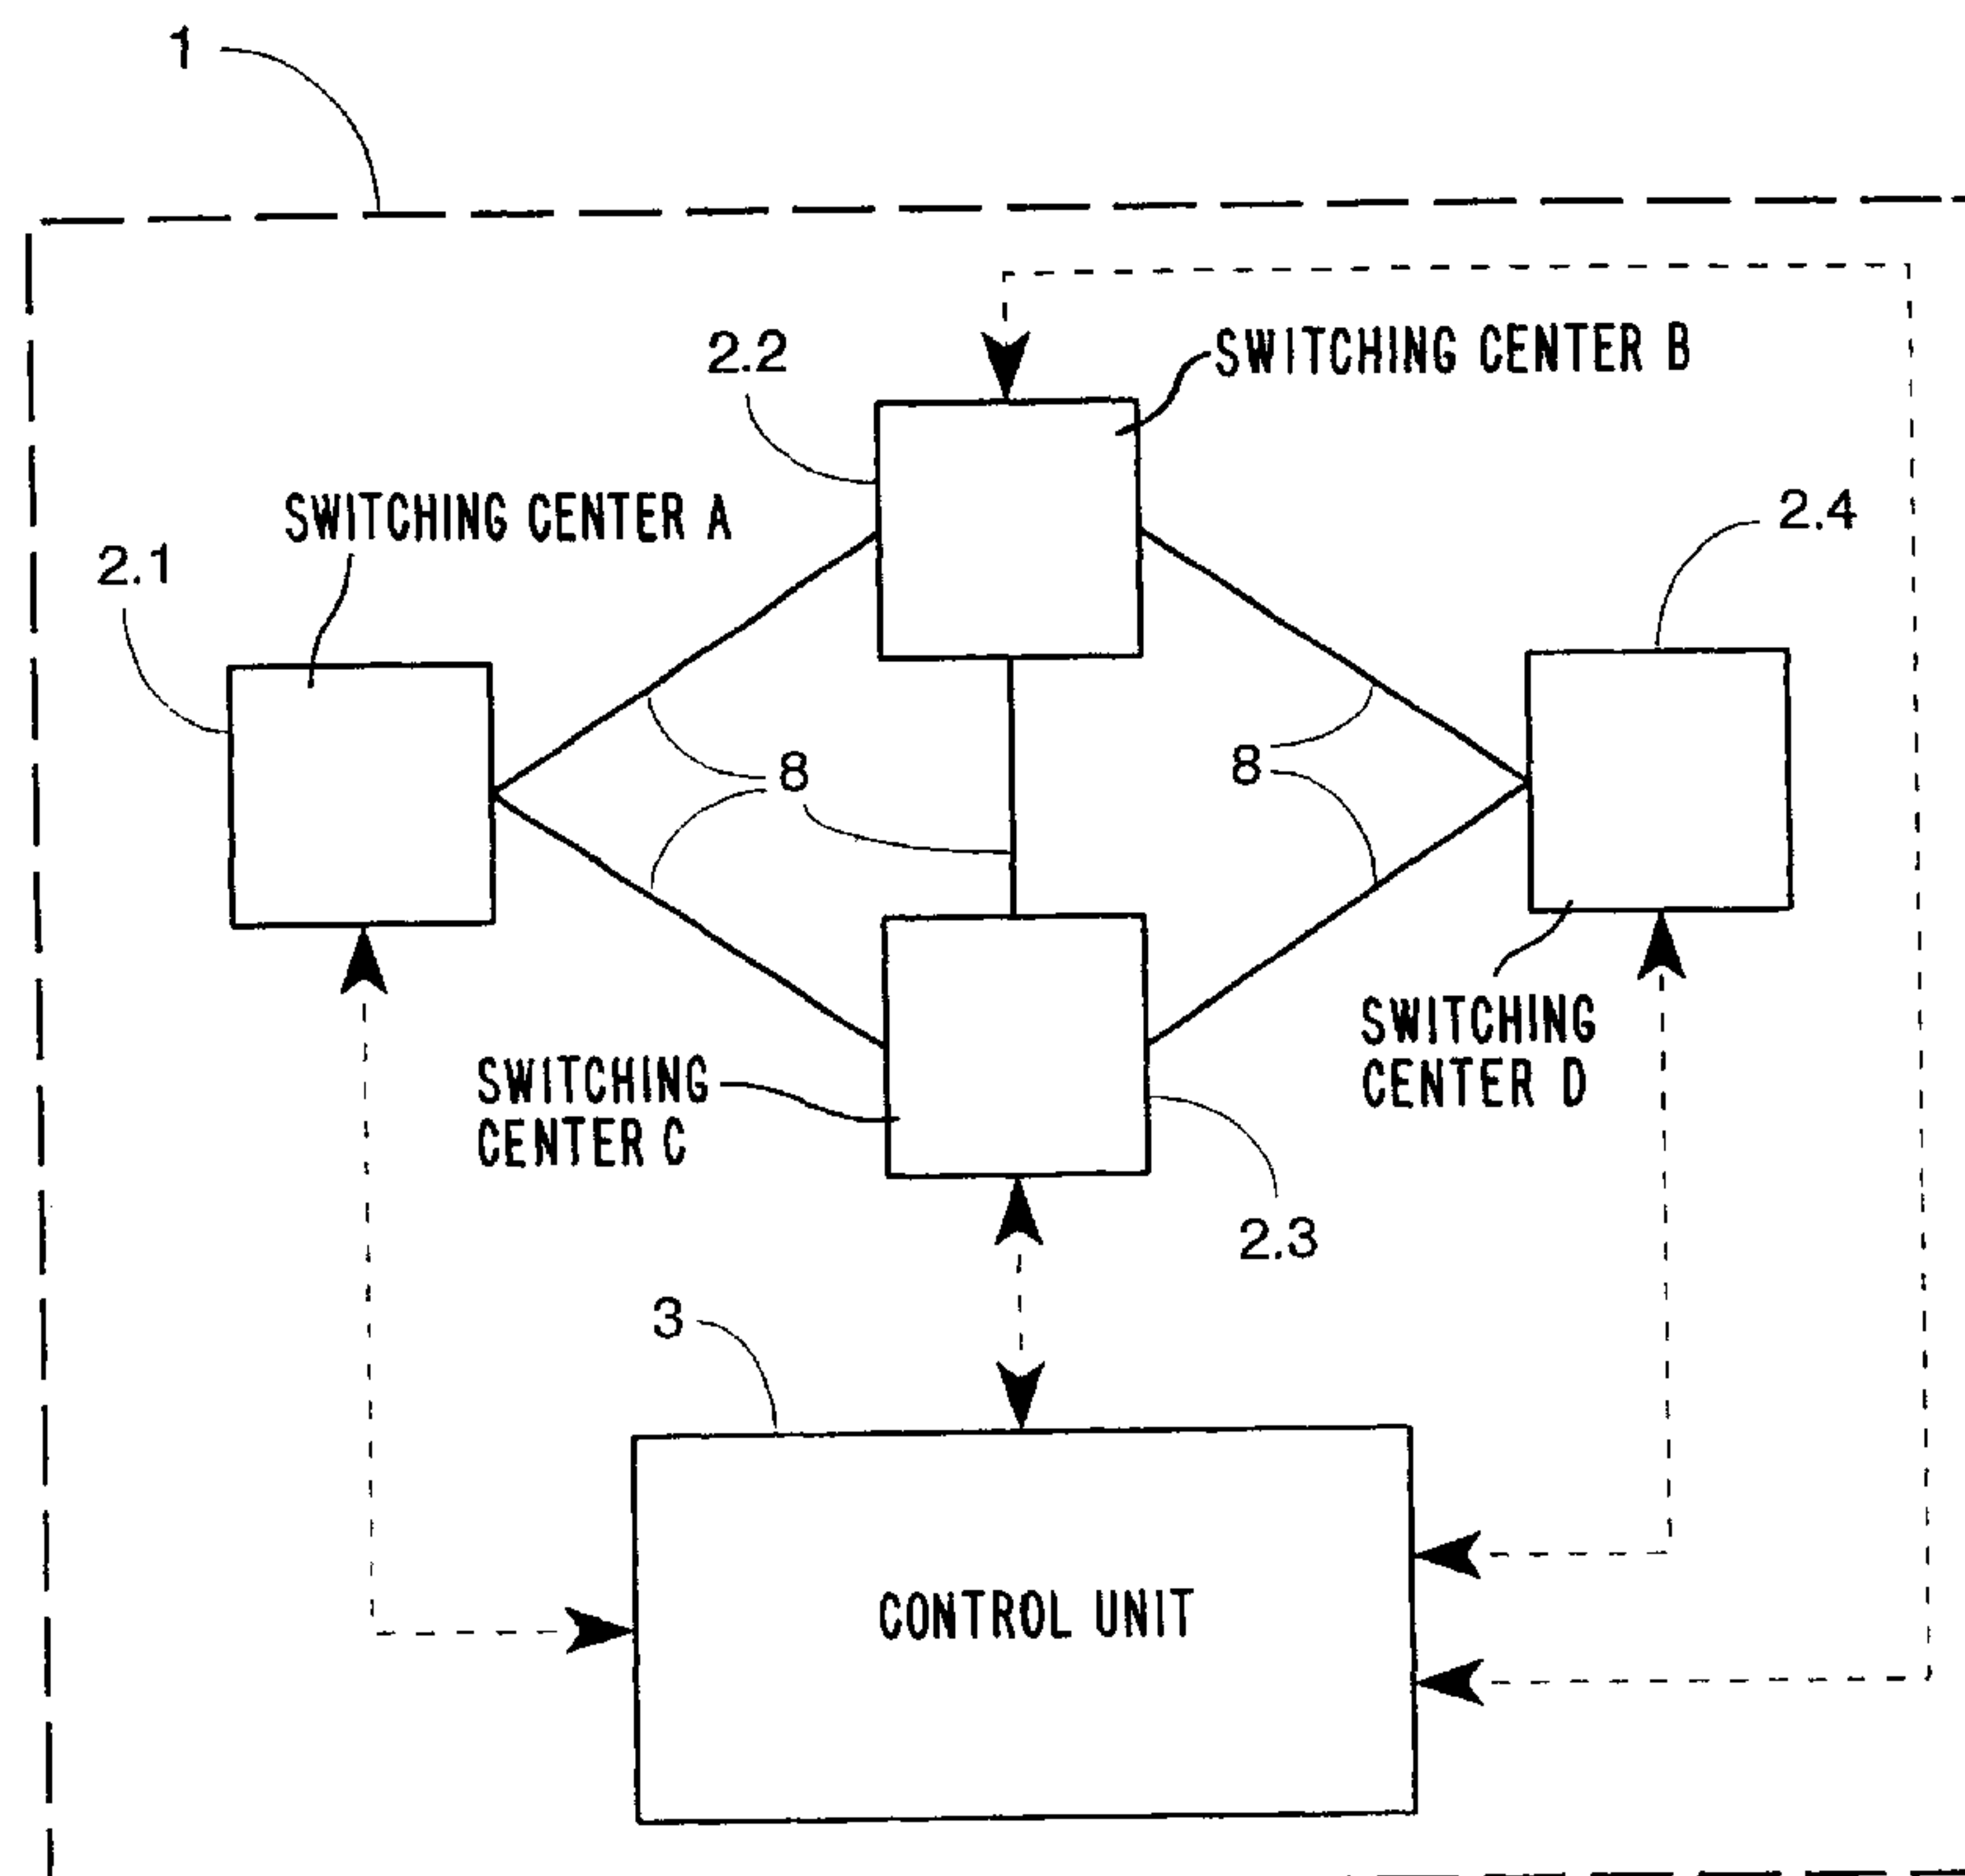 1
2.2
SWITCHING CENTER B
SWITCHING CENTER A
2.4
2.1
8
8
SWITCHING
CENTER D
SWITCHING
CENTER C
2.3
3
CONTROL UNIT